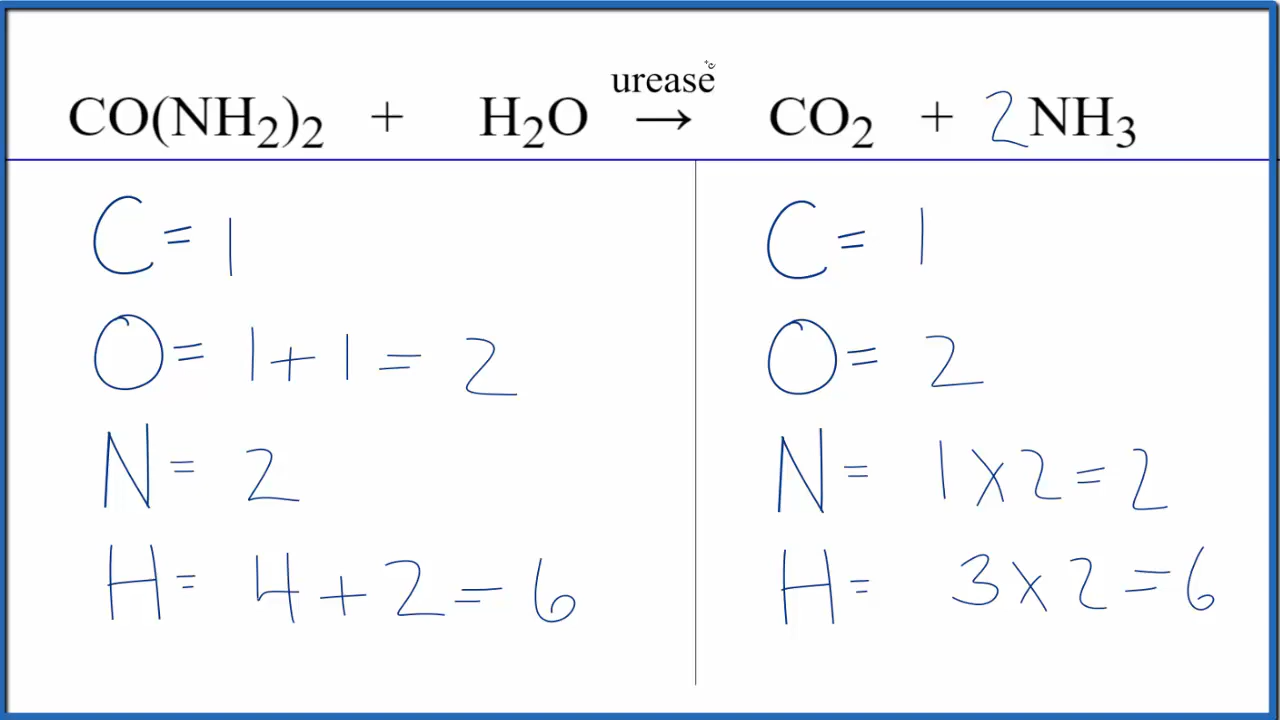 urease
CO(NH₂)₂ + H₂O → CO₂ + 2NH₃
C = 1
O = 1 + 1 = 2
N = 2
H = 4 + 2 = 6
C = 1
O = 2
N = 1 x 2 = 2
H = 3 x 2 = 6